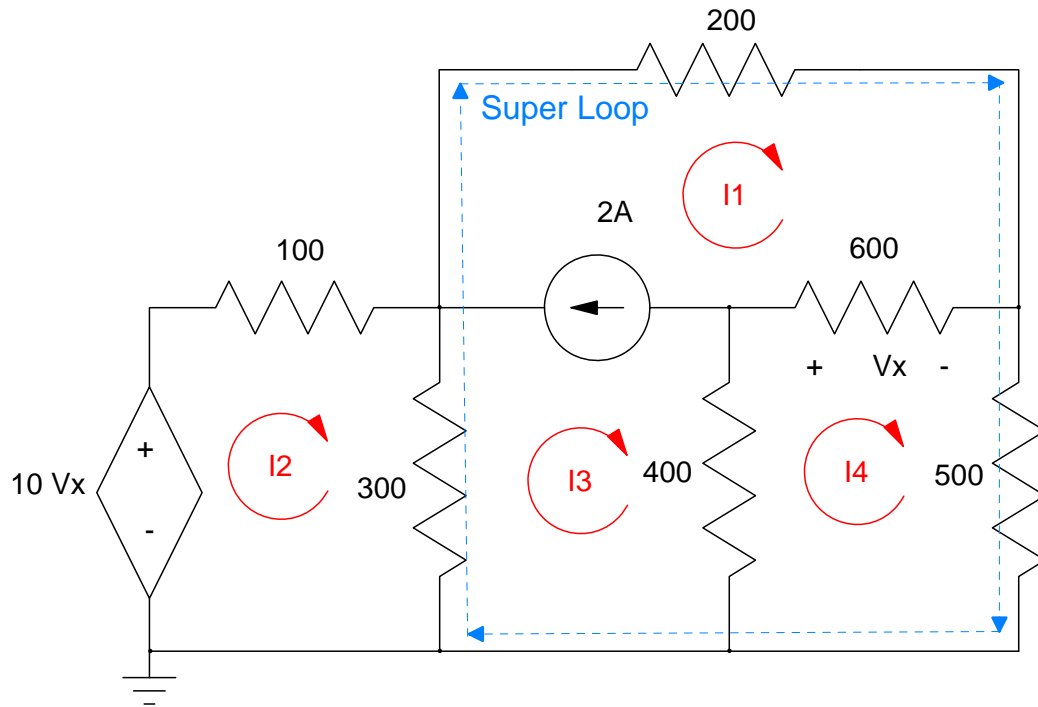 200
Super Loop
I1
2A
100
600
+ Vx -
+
10 Vx
-
I2
300
I3
400
I4
500